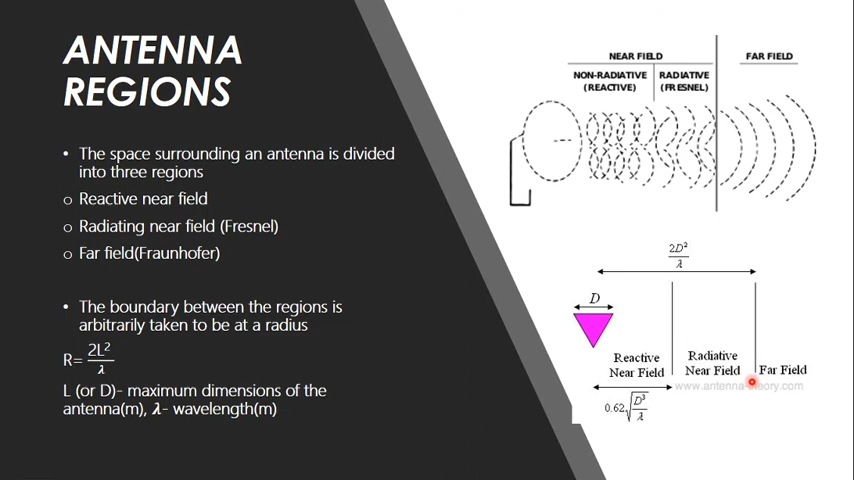 ANTENNA
REGIONS
• The space surrounding an antenna is divided
into three regions
o Reactive near field
o Radiating near field (Fresnel)
o Far field(Fraunhofer)
• The boundary between the regions is
arbitrarily taken to be at a radius
R= 2L²/λ
L (or D)- maximum dimensions of the
antenna(m), λ- wavelength(m)
NEAR FIELD
FAR FIELD
NON-RADIATIVE
(REACTIVE)
RADIATIVE
(FRESNEL)
2D²/λ
D
Reactive
Near Field
Radiative
Near Field
Far Field
www.antenna-theory.com
0.62√(D³/λ)